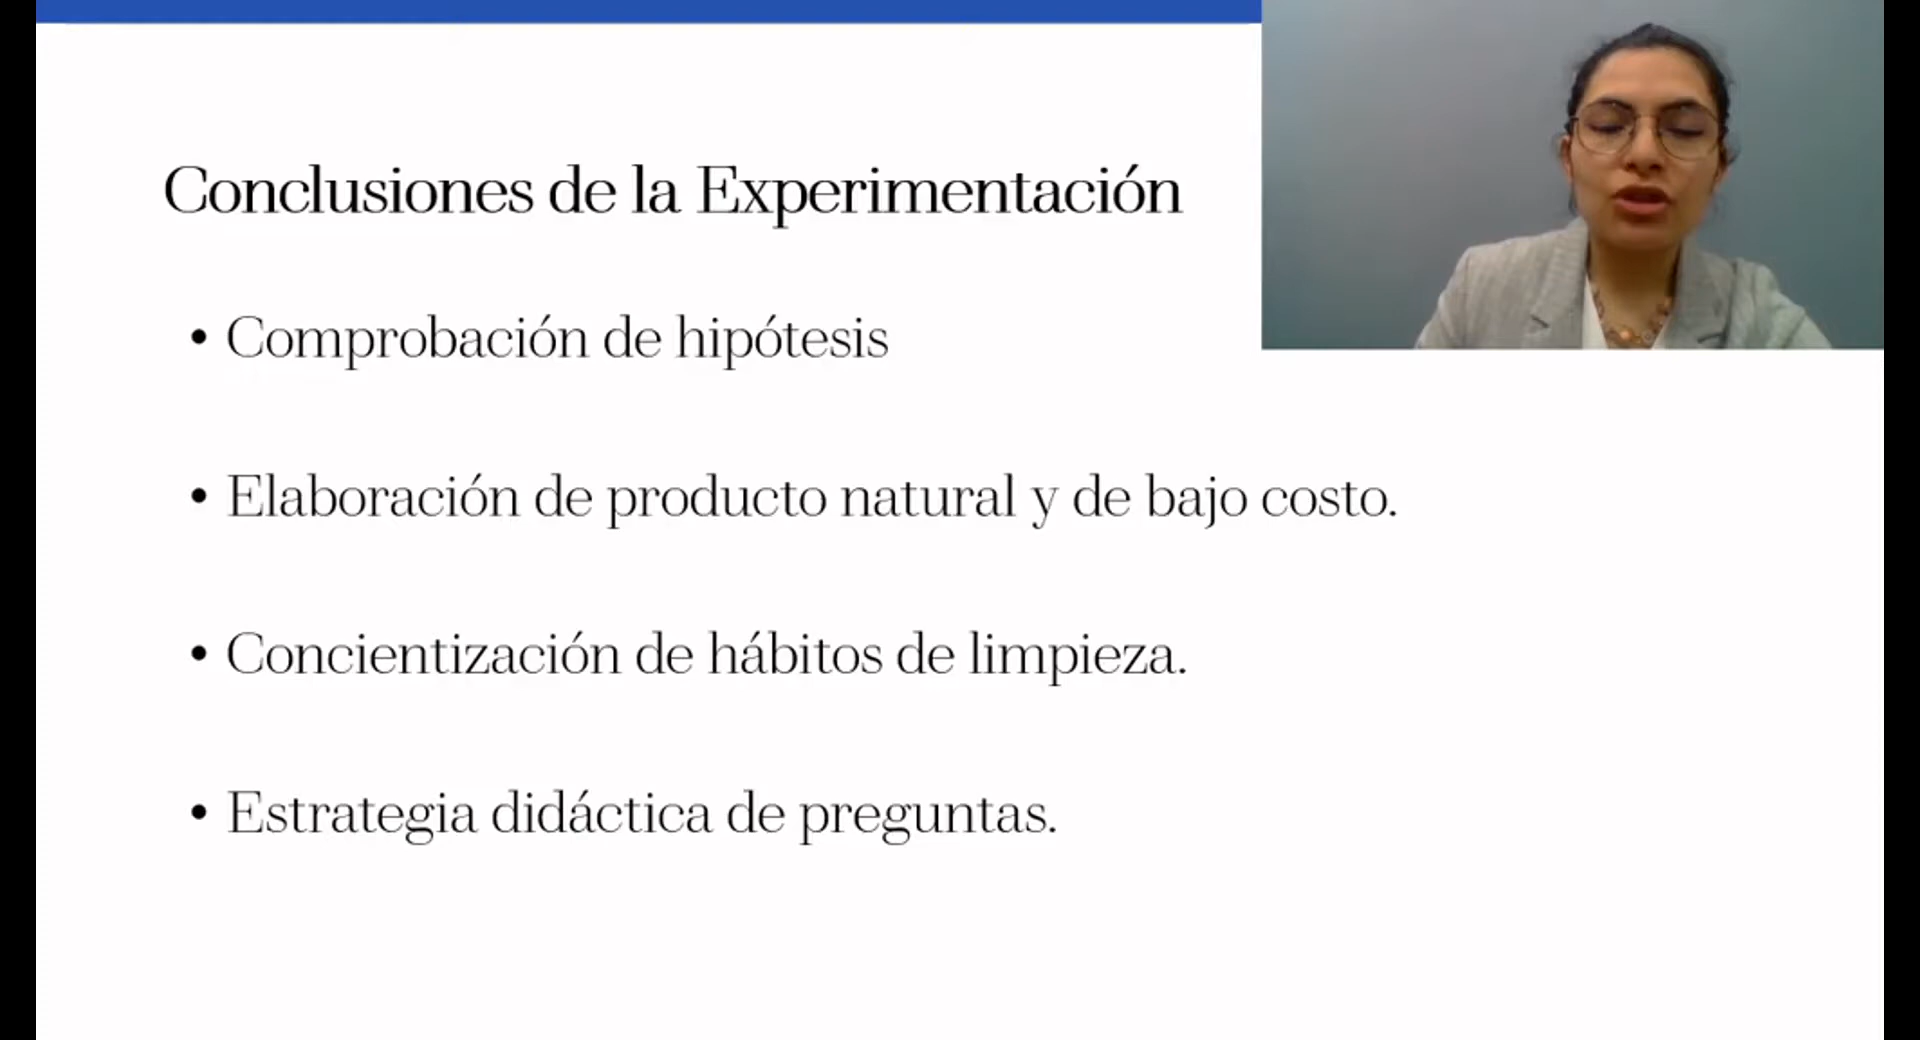 Conclusiones de la Experimentación
• Comprobación de hipótesis
• Elaboración de producto natural y de bajo costo.
• Concientización de hábitos de limpieza.
• Estrategia didáctica de preguntas.